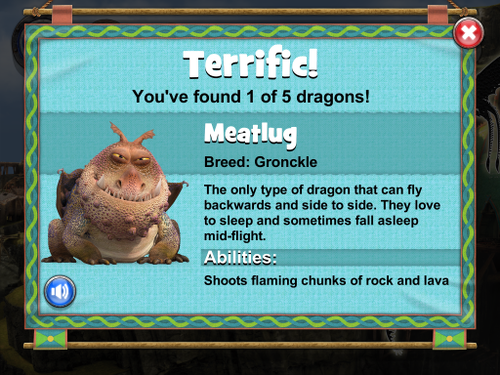 Terrific!
You've found 1 of 5 dragons!
Meatlug
Breed: Gronckle
The only type of dragon that can fly
backwards and side to side. They love
to sleep and sometimes fall asleep
mid-flight.
Abilities:
Shoots flaming chunks of rock and lava